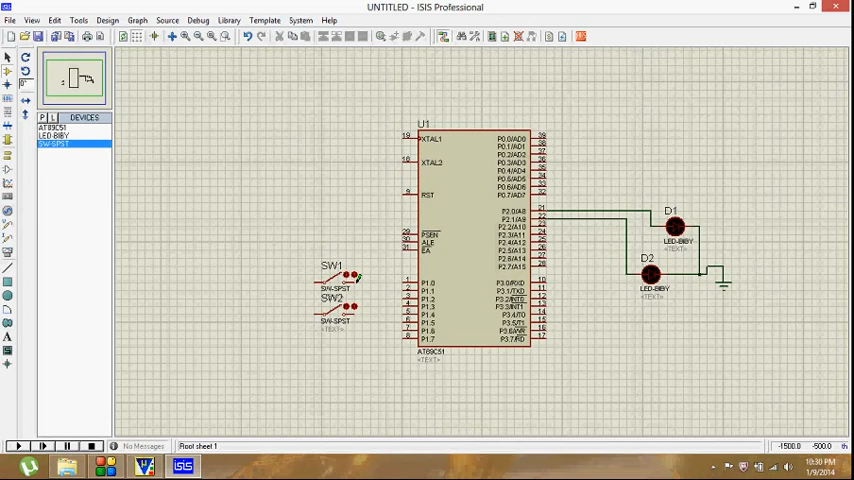 UNTITLED - ISIS Professional
File View Edit Tools Design Graph Source Debug Library Template System Help
P L DEVICES
AT89C51
LED-BIBY
SW-SPST
U1
19 XTAL1
18 XTAL2
9 RST
29 PSEN
30 ALE
31 EA
1 P1.0
2 P1.1
3 P1.2
4 P1.3
5 P1.4
6 P1.5
7 P1.6
8 P1.7
P0.0/AD0 39
P0.1/AD1 38
P0.2/AD2 37
P0.3/AD3 36
P0.4/AD4 35
P0.5/AD5 34
P0.6/AD6 33
P0.7/AD7 32
P2.0/A8 21
P2.1/A9 22
P2.2/A10 23
P2.3/A11 24
P2.4/A12 25
P2.5/A13 26
P2.6/A14 27
P2.7/A15 28
P3.0/RXD 10
P3.1/TXD 11
P3.2/INT0 12
P3.3/INT1 13
P3.4/T0 14
P3.5/T1 15
P3.6/WR 16
P3.7/RD 17
AT89C51
<TEXT>
SW1
SW-SPST
SW2
SW-SPST
<TEXT>
D1
LED-BIBY
<TEXT>
D2
LED-BIBY
<TEXT>
No Messages Root sheet 1 -1500.0 -500.0 th
isis
10:30 PM
1/9/2014